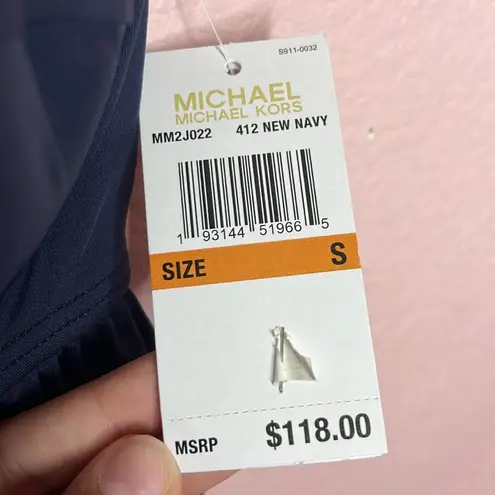 S911-0032
MICHAEL
MICHAEL KORS
MM2J022 412 NEW NAVY
1 93144 51966 5
SIZE S
MSRP $118.00